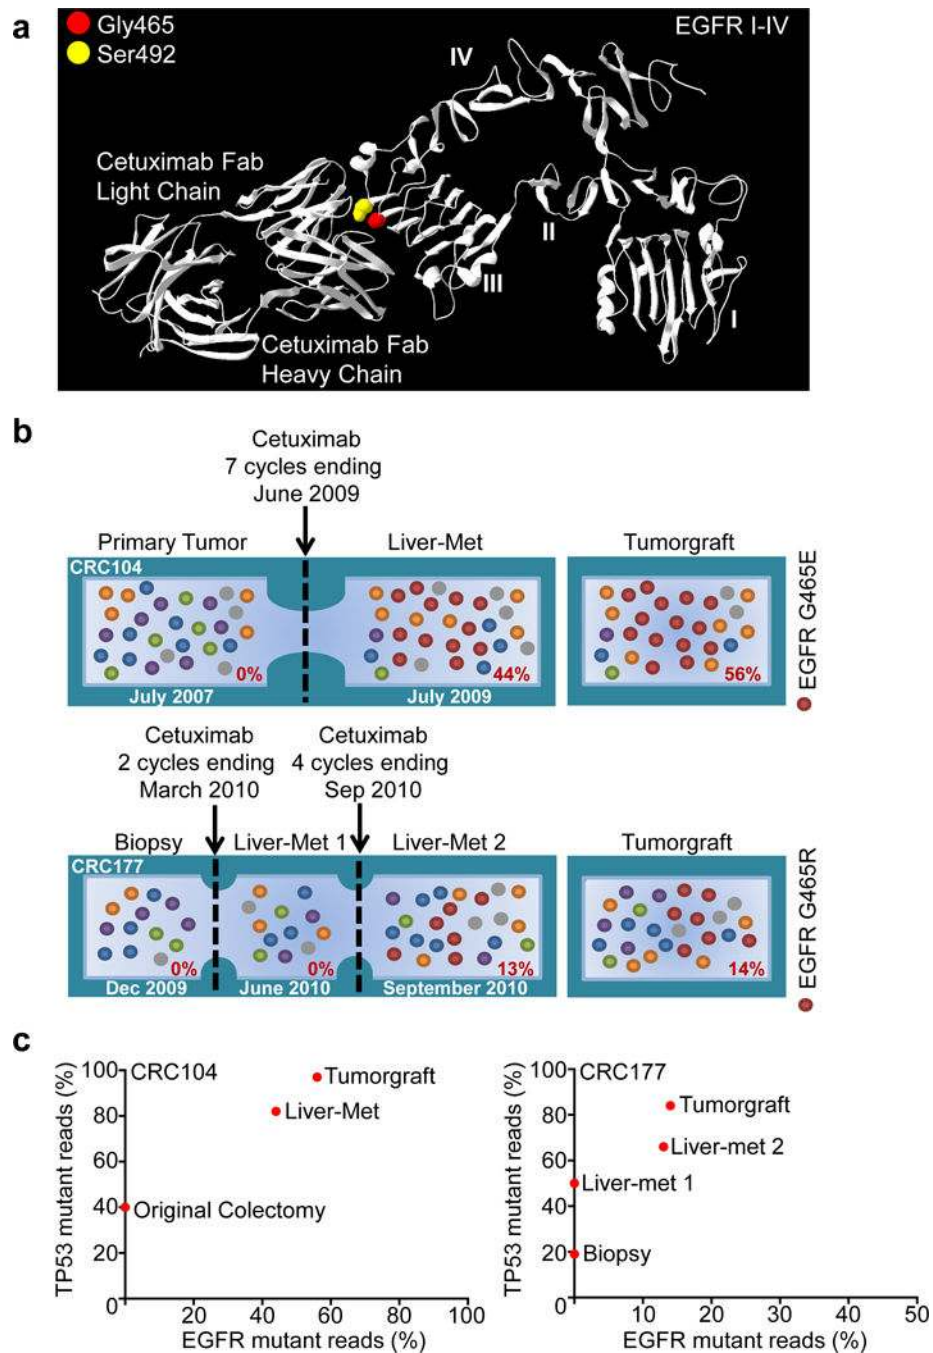 a
Gly465
Ser492
EGFR I-IV
IV
Cetuximab Fab
Light Chain
II
III
I
Cetuximab Fab
Heavy Chain
b
Cetuximab
7 cycles ending
June 2009
Primary Tumor
Liver-Met
Tumorgraft
CRC104
0%
44%
56%
July 2007
July 2009
EGFR G465E
Cetuximab
2 cycles ending
March 2010
Cetuximab
4 cycles ending
Sep 2010
Biopsy
Liver-Met 1
Liver-Met 2
Tumorgraft
CRC177
0%
0%
13%
14%
Dec 2009
June 2010
September 2010
EGFR G465R
c
TP53 mutant reads (%)
100
80
60
40
20
0
CRC104
Tumorgraft
Liver-Met
Original Colectomy
20
40
60
80
100
EGFR mutant reads (%)
TP53 mutant reads (%)
100
80
60
40
20
0
CRC177
Tumorgraft
Liver-met 2
Liver-met 1
Biopsy
10
20
30
40
50
EGFR mutant reads (%)